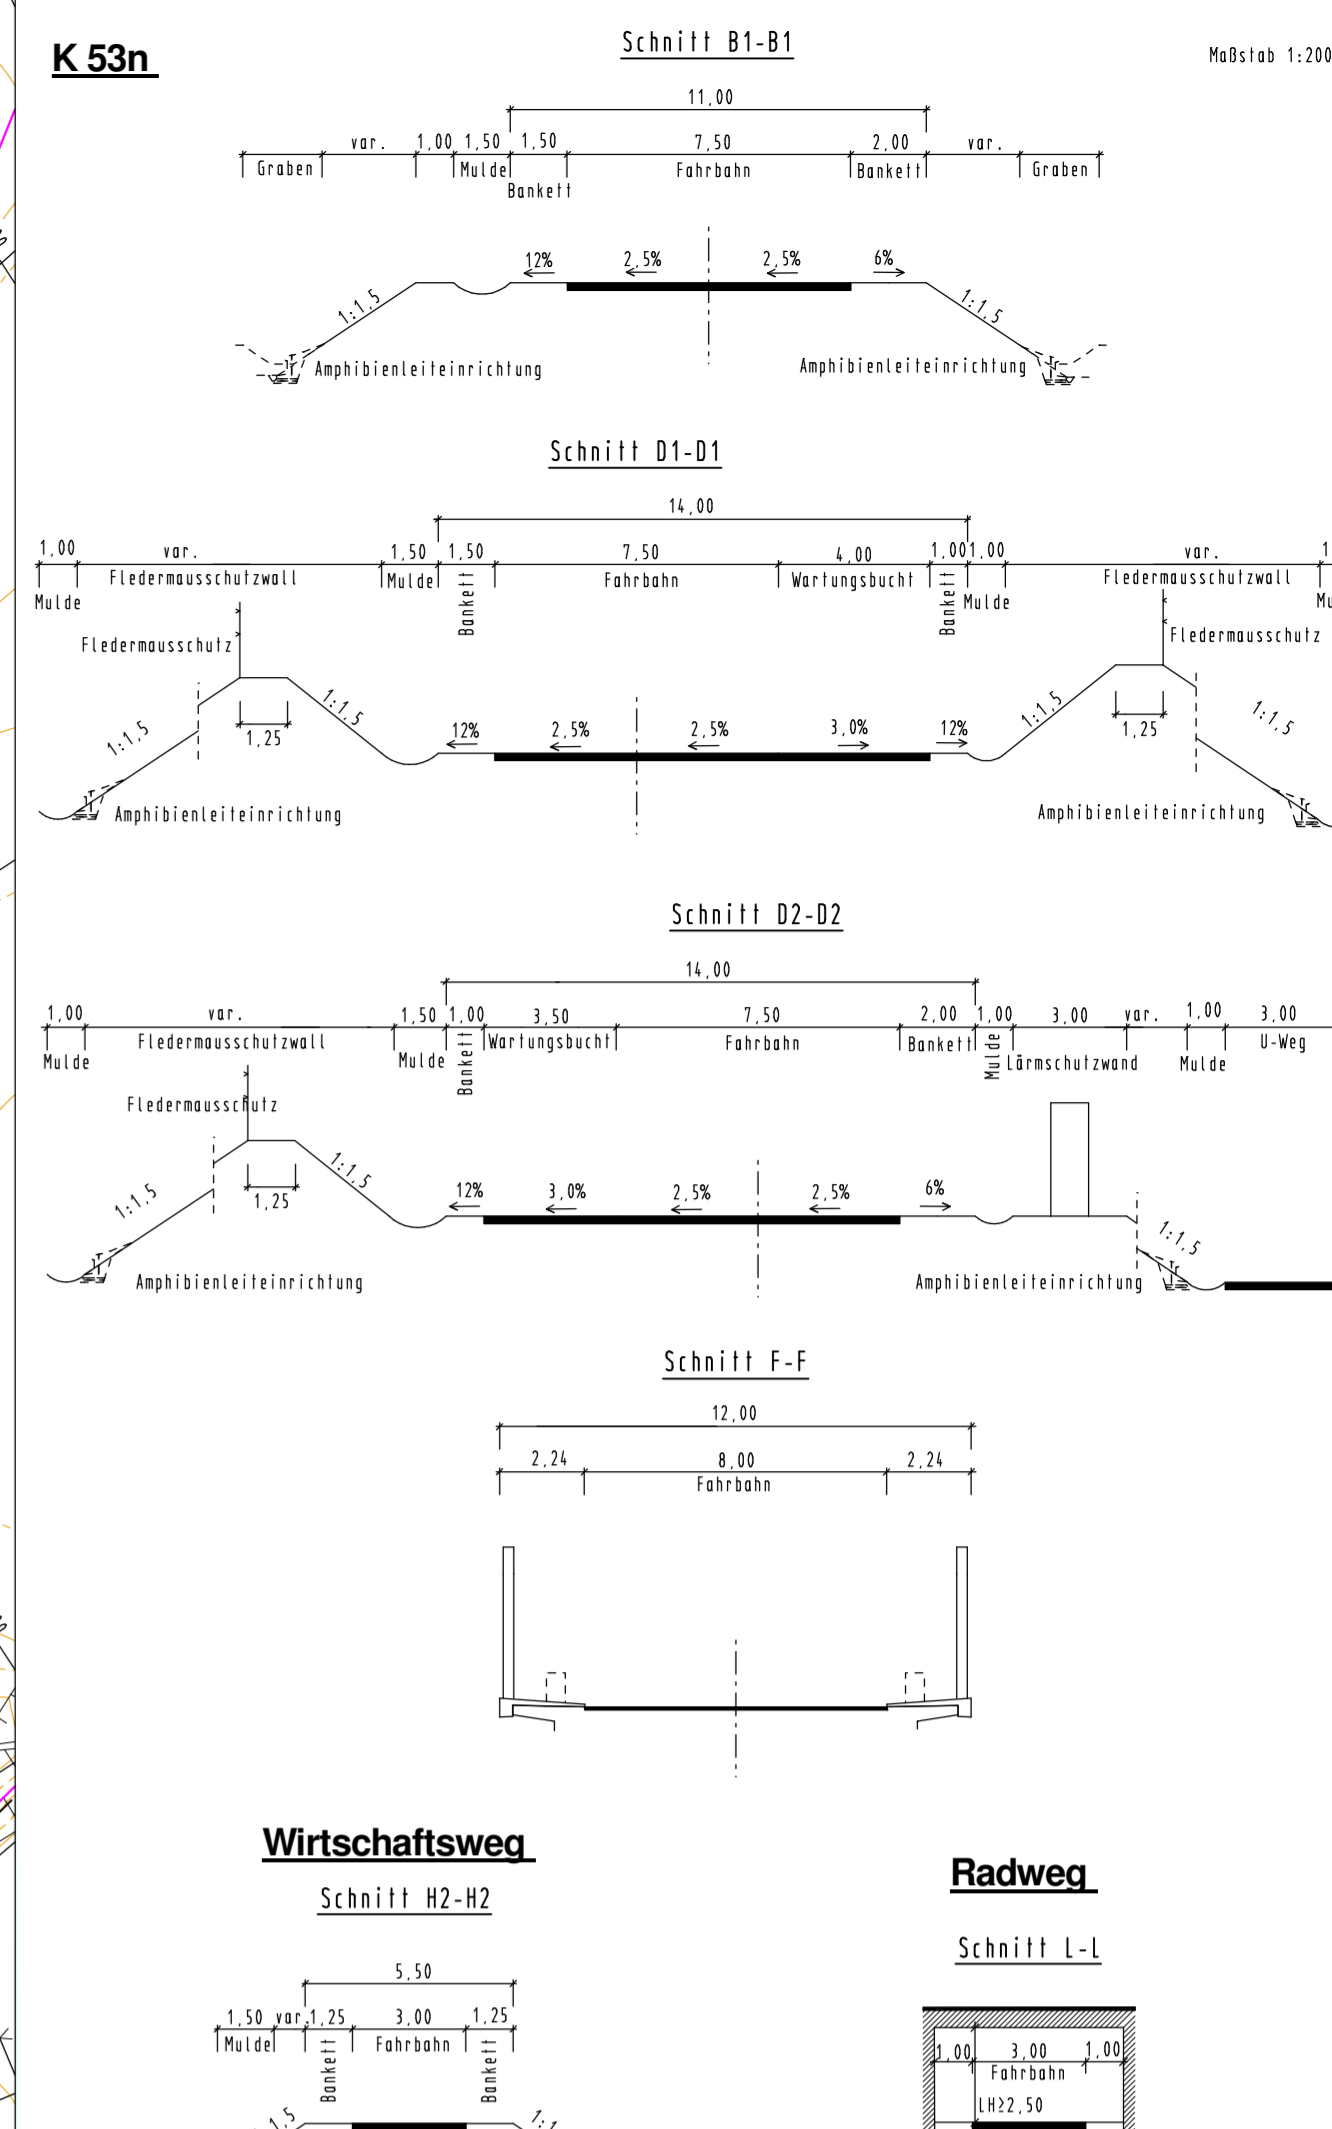 K 53n
Schnitt B1-B1
Maßstab 1:200
11,00
var. 1,00 1,50 1,50 7,50 2,00 var.
Graben Mulde Fahrbahn Bankett Graben
Bankett
12% 2,5% 2,5% 6%
1:1,5 1:1,5
Amphibienleiteinrichtung Amphibienleiteinrichtung
Schnitt D1-D1
14,00
1,00 var. 1,50 1,50 7,50 4,00 1,00 1,00 var. 1
Fledermausschutzwall Mulde Bankett Fahrbahn Wartungsbucht Bankett Fledermausschutzwall
Mulde Mulde Mu
Fledermausschutz Fledermausschutz
1:1,5 1,25 1:1,5 12% 2,5% 2,5% 3,0% 12% 1:1,5 1,25 1:1,5
Amphibienleiteinrichtung Amphibienleiteinrichtung
Schnitt D2-D2
14,00
1,00 var. 1,50 1,00 3,50 7,50 2,00 1,00 3,00 var. 1,00 3,00
Fledermausschutzwall Wartungsbucht Fahrbahn Bankett U-Weg
Mulde Mulde Bankett Mulde Lärmschutzwand Mulde
Fledermausschutz
1:1,5 1,25 1:1,5 12% 3,0% 2,5% 2,5% 6% 1:1,5
Amphibienleiteinrichtung Amphibienleiteinrichtung
Schnitt F-F
12,00
2,24 8,00 2,24
Fahrbahn
Wirtschaftsweg
Schnitt H2-H2
5,50
1,50 var. 1,25 3,00 1,25
Mulde Bankett Fahrbahn Bankett
1,5 1:1
Radweg
Schnitt L-L
1,00 3,00 1,00
Fahrbahn
LH≥2,50